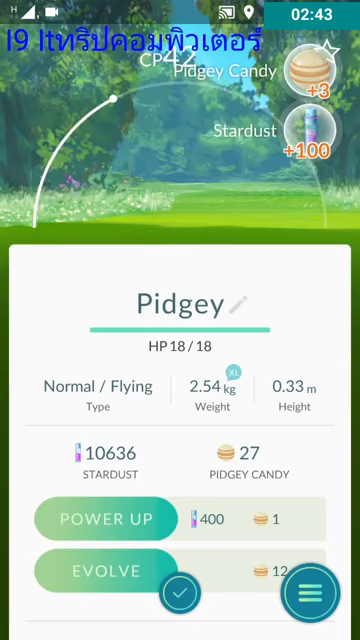 H
02:43
I9 Itทริปคอมพิวเตอร์
CP42
Pidgey Candy
+3
Stardust
+100
Pidgey
HP 18 / 18
XL
Normal / Flying
2.54 kg
0.33 m
Type
Weight
Height
10636
27
STARDUST
PIDGEY CANDY
POWER UP
400
1
EVOLVE
12